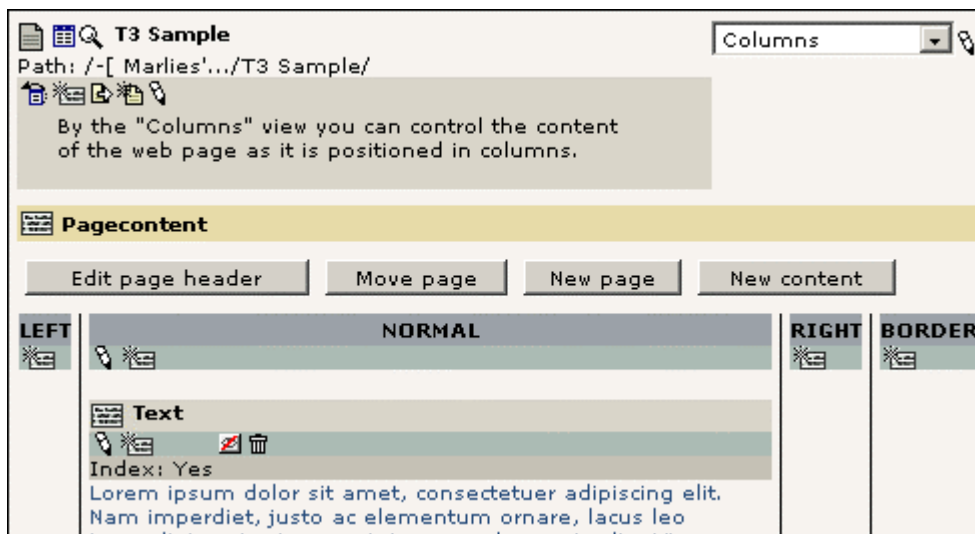 T3 Sample
Columns
Path: /-[ Marlies'.../T3 Sample/
By the "Columns" view you can control the content
of the web page as it is positioned in columns.
Pagecontent
Edit page header Move page New page New content
LEFT NORMAL RIGHT BORDER
Text
Index: Yes
Lorem ipsum dolor sit amet, consectetuer adipiscing elit.
Nam imperdiet, justo ac elementum ornare, lacus leo